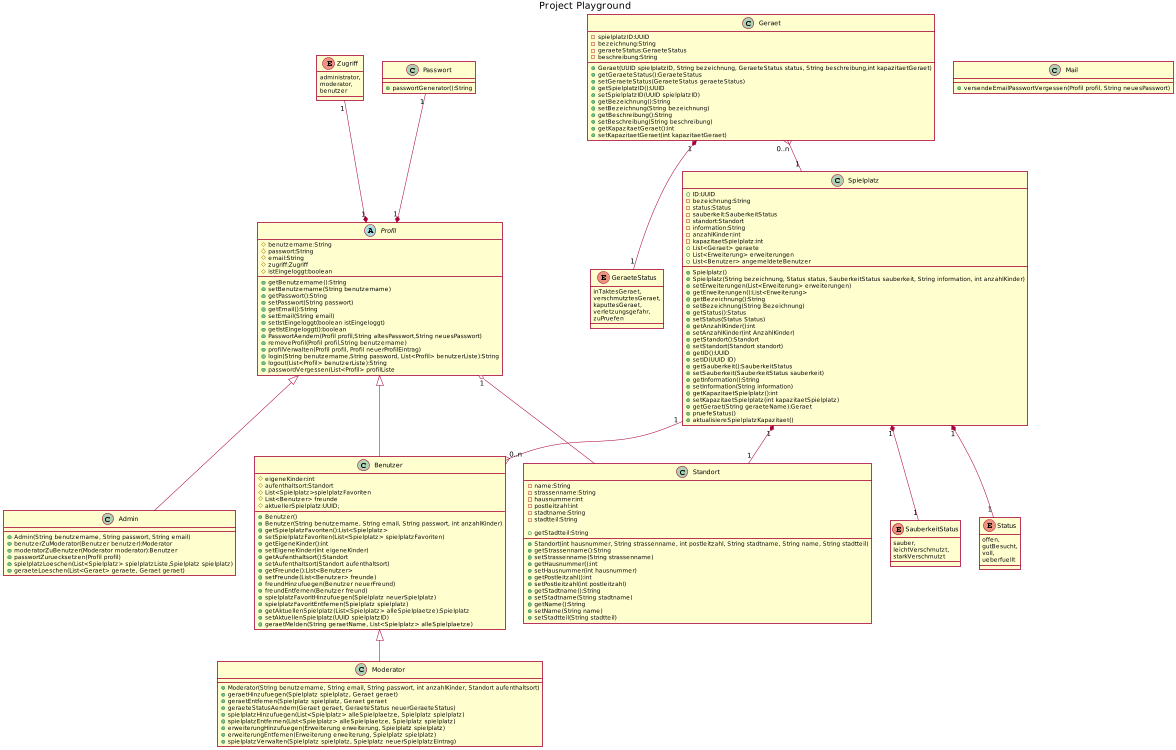 Project Playground
C Geraet
spielplatzID:UUID
bezeichnung:String
geraeteStatus:GeraeteStatus
beschreibung:String
Geraet(UUID spielplatzID, String bezeichnung, GeraeteStatus status, String beschreibung,int kapazitaetGeraet)
getGeraeteStatus():GeraeteStatus
setGeraeteStatus(GeraeteStatus geraeteStatus)
getSpielplatzID():UUID
setSpielplatzID(UUID spielplatzID)
getBezeichnung():String
setBezeichnung(String bezeichnung)
getBeschreibung():String
setBeschreibung(String beschreibung)
getKapazitaetGeraet():int
setKapazitaetGeraet(int kapazitaetGeraet)
E Zugriff
administrator,
moderator,
benutzer
C Passwort
passwortGenerator():String
C Mail
versendeEmailPasswortVergessen(Profil profil, String neuesPasswort)
1
1
1
0..n
1
1
1
1
C Spielplatz
ID:UUID
bezeichnung:String
status:Status
sauberkeit:SauberkeitStatus
standort:Standort
information:String
anzahlKinder:int
kapazitaetSpielplatz:int
List<Geraet> geraete
List<Erweiterung> erweiterungen
List<Benutzer> angemeldeteBenutzer
Spielplatz()
Spielplatz(String bezeichnung, Status status, SauberkeitStatus sauberkeit, String information, int anzahlKinder)
setErweiterungen(List<Erweiterung> erweiterungen)
getErweiterungen():List<Erweiterung>
getBezeichnung():String
setBezeichnung(String Bezeichnung)
getStatus():Status
setStatus(Status Status)
getAnzahlKinder():int
setAnzahlKinder(int AnzahlKinder)
getStandort():Standort
setStandort(Standort standort)
getID():UUID
setID(UUID ID)
getSauberkeit():SauberkeitStatus
setSauberkeit(SauberkeitStatus sauberkeit)
getInformation():String
setInformation(String information)
getKapazitaetSpielplatz():int
setKapazitaetSpielplatz(int kapazitaetSpielplatz)
getGeraet(String geraeteName):Geraet
pruefeStatus()
aktualisiereSpielplatzKapazitaet()
A Profil
benutzername:String
passwort:String
email:String
zugriff:Zugriff
istEingeloggt:boolean
getBenutzername():String
setBenutzername(String benutzername)
getPasswort():String
setPasswort(String passwort)
getEmail():String
setEmail(String email)
setIstEingeloggt(boolean istEingeloggt)
getIstEingeloggt():boolean
PasswortAendern(Profil profil,String altesPasswort,String neuesPasswort)
removeProfil(Profil profil,String benutzername)
profilVerwalten(Profil profil, Profil neuerProfilEintrag)
login(String benutzername,String password, List<Profil> benutzerListe):String
logout(List<Profil> benutzerListe):String
passwordVergessen(List<Profil> profilListe
E GeraeteStatus
inTaktesGeraet,
verschmutztesGeraet,
kaputtesGeraet,
verletzungsgefahr,
zuPruefen
1
1
0..n
1
1
1
1
1
1
C Benutzer
eigeneKinder:int
aufenthaltsort:Standort
List<Spielplatz>spielplatzFavoriten
List<Benutzer> freunde
aktuellerSpielplatz:UUID;
Benutzer()
Benutzer(String benutzername, String email, String passwort, int anzahlKinder)
getSpielplatzFavoriten():List<Spielplatz>
setSpielplatzFavoriten(List<Spielplatz> spielplatzFavoriten)
getEigeneKinder():int
setEigeneKinder(int eigeneKinder)
getAufenthaltsort():Standort
setAufenthaltsort(Standort aufenthaltsort)
getFreunde():List<Benutzer>
setFreunde(List<Benutzer> freunde)
freundHinzufuegen(Benutzer neuerFreund)
freundEntfernen(Benutzer freund)
spielplatzFavoritHinzufuegen(Spielplatz neuerSpielplatz)
spielplatzFavoritEntfernen(Spielplatz spielplatz)
getAktuellenSpielplatz(List<Spielplatz> alleSpielplaetze):Spielplatz
setAktuellenSpielplatz(UUID spielplatzID)
geraetMelden(String geraetName, List<Spielplatz> alleSpielplaetze)
C Standort
name:String
strassenname:String
hausnummer:int
postleitzahl:int
stadtname:String
stadtteil:String
getStadtteil:String
Standort(int hausnummer, String strassenname, int postleitzahl, String stadtname, String name, String stadtteil)
getStrassenname():String
setStrassenname(String strassenname)
getHausnummer():int
setHausnummer(int hausnummer)
getPostleitzahl():int
setPostleitzahl(int postleitzahl)
getStadtname():String
setStadtname(String stadtname)
getName():String
setName(String name)
setStadtteil(String stadtteil)
C Admin
Admin(String benutzername, String passwort, String email)
benutzerZuModerator(Benutzer benutzer):Moderator
moderatorZuBenutzer(Moderator moderator):Benutzer
passwortZuruecksetzen(Profil profil)
spielplatzLoeschen(List<Spielplatz> spielplatzListe,Spielplatz spielplatz)
geraeteLoeschen(List<Geraet> geraete, Geraet geraet)
E SauberkeitStatus
sauber,
leichtVerschmutzt,
starkVerschmutzt
E Status
offen,
gutBesucht,
voll,
ueberfuellt
C Moderator
Moderator(String benutzername, String email, String passwort, int anzahlKinder, Standort aufenthaltsort)
geraetHinzufuegen(Spielplatz spielplatz, Geraet geraet)
geraetEntfernen(Spielplatz spielplatz, Geraet geraet
geraeteStatusAendern(Geraet geraet, GeraeteStatus neuerGeraeteStatus)
spielplatzHinzufuegen(List<Spielplatz> alleSpielplaetze, Spielplatz spielplatz)
spielplatzEntfernen(List<Spielplatz> alleSpielplaetze, Spielplatz spielplatz)
erweiterungHinzufuegen(Erweiterung erweiterung, Spielplatz spielplatz)
erweiterungEntfernen(Erweiterung erweiterung, Spielplatz spielplatz)
spielplatzVerwalten(Spielplatz spielplatz, Spielplatz neuerSpielplatzEintrag)